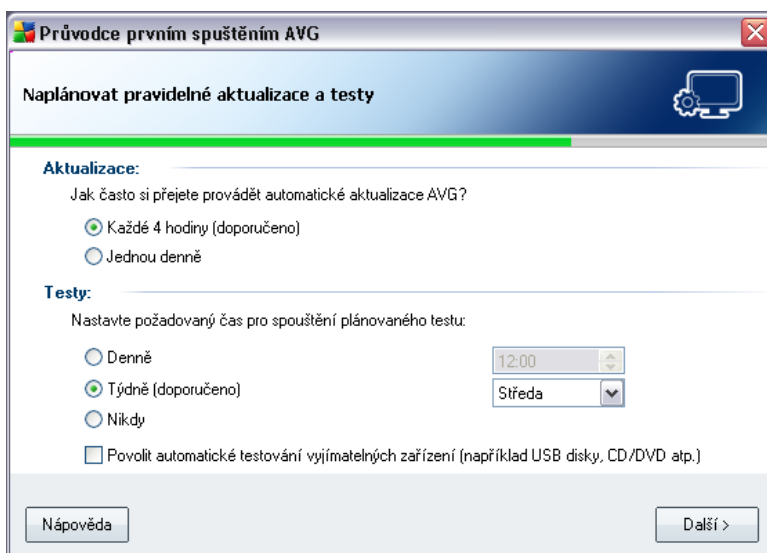 Průvodce prvním spuštěním AVG
Naplánovat pravidelné aktualizace a testy
Aktualizace:
Jak často si přejete provádět automatické aktualizace AVG?
Každé 4 hodiny (doporučeno)
Jednou denně
Testy:
Nastavte požadovaný čas pro spouštění plánovaného testu:
Denně
12:00
Týdně (doporučeno)
Středa
Nikdy
Povolit automatické testování vyjímatelných zařízení (například USB disky, CD/DVD atp.)
Nápověda
Další >